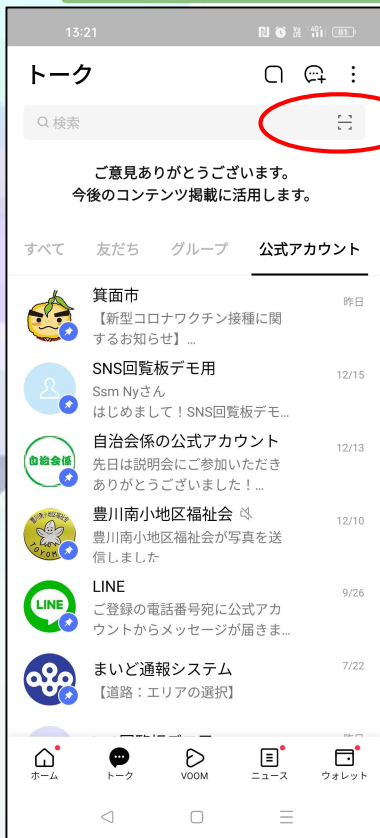 13:21
81
トーク
検索
ご意見ありがとうございます。
今後のコンテンツ掲載に活用します。
すべて 友だち グループ 公式アカウント
箕面市
昨日
【新型コロナワクチン接種に関
するお知らせ】...
SNS回覧板デモ用
12/15
Ssm Nyさん
はじめまして！SNS回覧板デモ...
自治会係の公式アカウント
12/13
自治会係
先日は説明会にご参加いただき
ありがとうございました！...
豊川南小地区福祉会
12/10
豊川南小地区福祉会が写真を送
信しました
LINE
9/26
LINE
ご登録の電話番号宛に公式アカ
ウントからメッセージが届きま...
まいど通報システム
7/22
【道路：エリアの選択】
ホーム トーク VOOM ニュース ウォレット